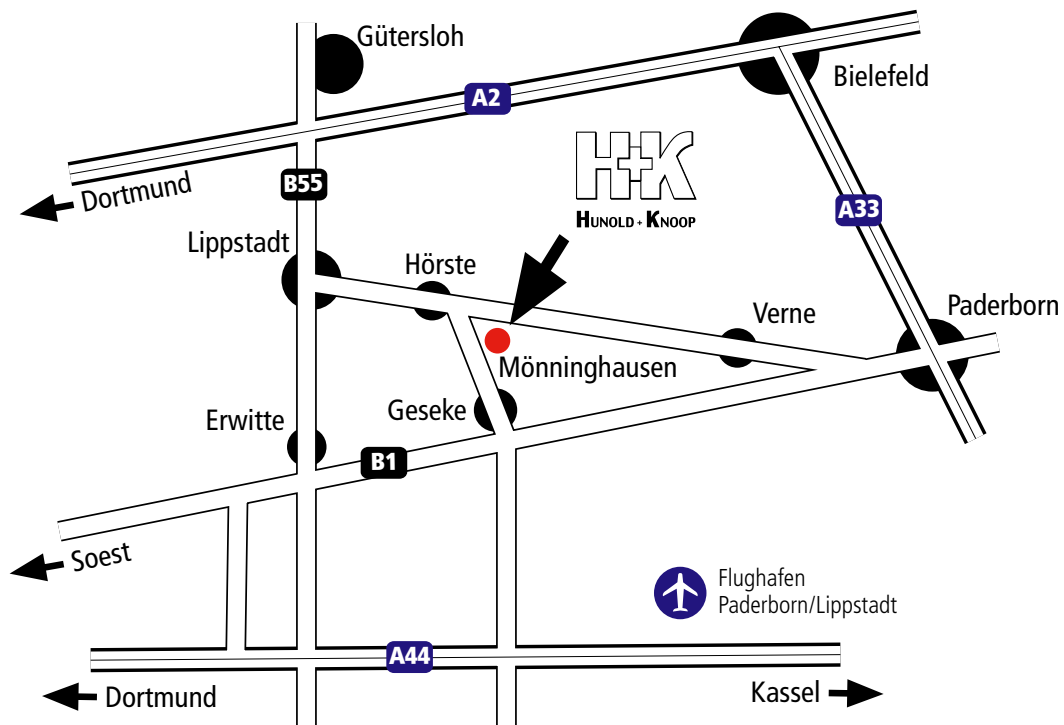 Gütersloh
Bielefeld
A2
H+K
HUNOLD + KNOOP
Dortmund
B55
A33
Lippstadt
Hörste
Verne
Paderborn
Mönninghausen
Geseke
Erwitte
B1
Soest
Flughafen
Paderborn/Lippstadt
A44
Dortmund
Kassel